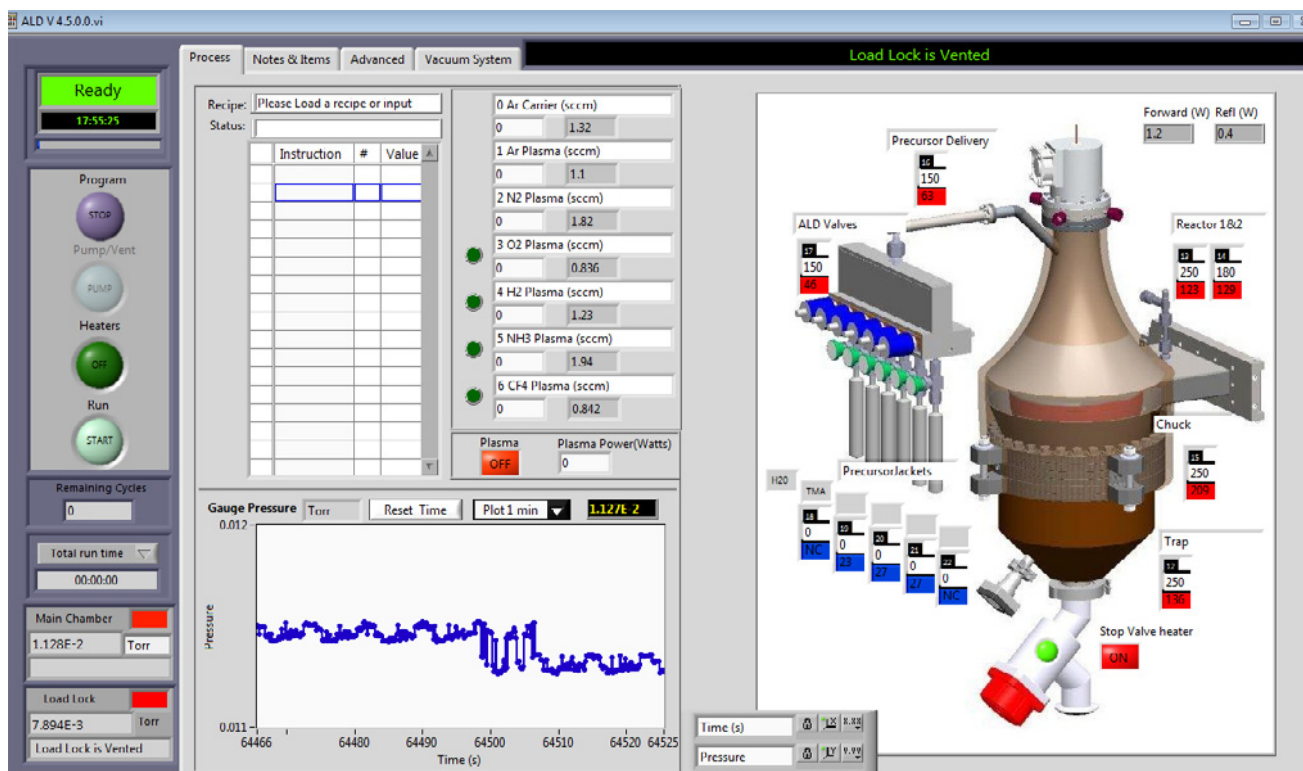 ALD V 4.5.0.0.vi
Process
Notes & Items
Advanced
Vacuum System
Load Lock is Vented
Ready
17:55:25
Program
STOP
Pump/Vent
PUMP
Heaters
OFF
Run
START
Remaining Cycles
0
Total run time
00:00:00
Main Chamber
1.128E-2 Torr
Load Lock
7.894E-3 Torr
Load Lock is Vented
Recipe: Please Load a recipe or input
Status:
Instruction # Value
0 Ar Carrier (sccm)
0 1.32
1 Ar Plasma (sccm)
0 1.1
2 N2 Plasma (sccm)
0 1.82
3 O2 Plasma (sccm)
0 0.836
4 H2 Plasma (sccm)
0 1.23
5 NH3 Plasma (sccm)
0 1.94
6 CF4 Plasma (sccm)
0 0.842
Plasma
OFF
Plasma Power(Watts)
0
Gauge Pressure Torr Reset Time Plot 1 min 1.127E-2
0.012
Pressure
0.011
64466 64480 64490 64500 64510 64520 64525
Time (s)
Time (s)
Pressure
Forward (W) Refl (W)
1.2 0.4
Precursor Delivery
16
150
63
ALD Valves
17
150
46
Reactor 1&2
13 14
250 180
123 129
Chuck
15
250
209
PrecursorJackets
H20
TMA
18
0
NC
19
0
23
20
0
27
21
0
27
22
0
NC
Trap
12
250
136
Stop Valve heater
ON